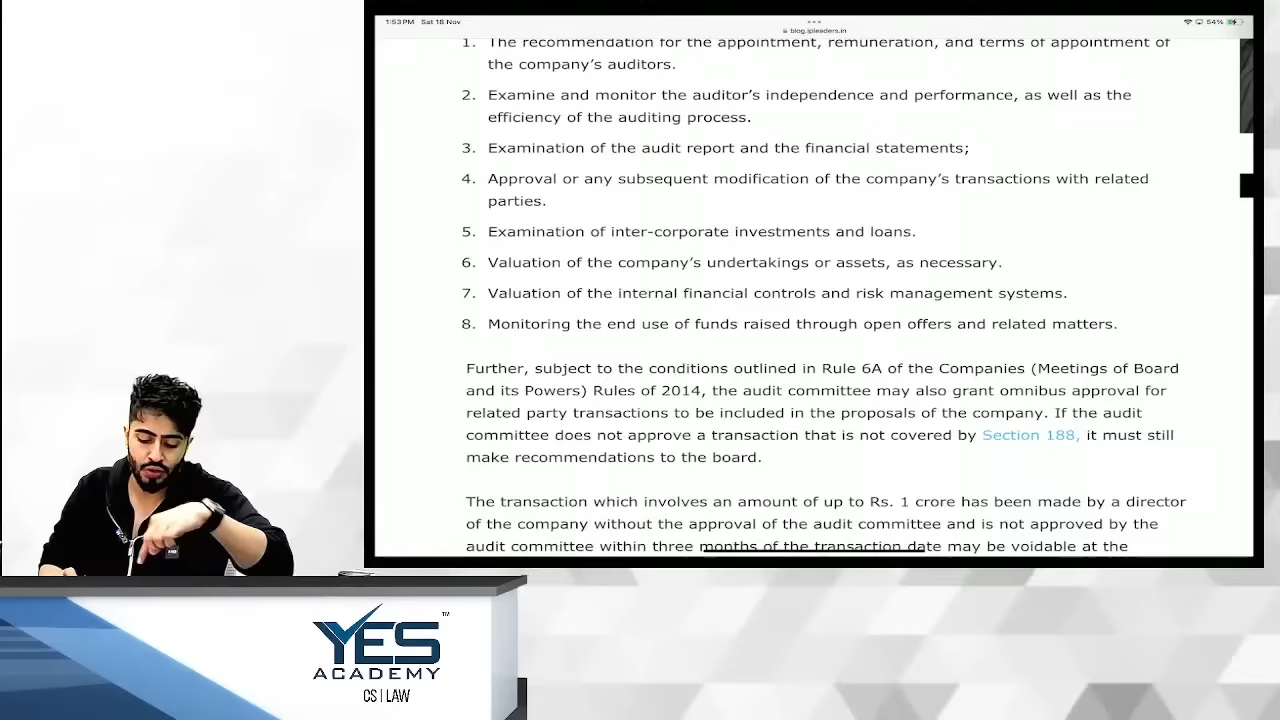 1:53 PM Sat 18 Nov
54%
blog.ipleaders.in
1. The recommendation for the appointment, remuneration, and terms of appointment of
the company's auditors.
2. Examine and monitor the auditor's independence and performance, as well as the
efficiency of the auditing process.
3. Examination of the audit report and the financial statements;
4. Approval or any subsequent modification of the company's transactions with related
parties.
5. Examination of inter-corporate investments and loans.
6. Valuation of the company's undertakings or assets, as necessary.
7. Valuation of the internal financial controls and risk management systems.
8. Monitoring the end use of funds raised through open offers and related matters.
Further, subject to the conditions outlined in Rule 6A of the Companies (Meetings of Board
and its Powers) Rules of 2014, the audit committee may also grant omnibus approval for
related party transactions to be included in the proposals of the company. If the audit
committee does not approve a transaction that is not covered by Section 188, it must still
make recommendations to the board.
The transaction which involves an amount of up to Rs. 1 crore has been made by a director
of the company without the approval of the audit committee and is not approved by the
audit committee within three months of the transaction date may be voidable at the
YES
TM
ACADEMY
CS | LAW